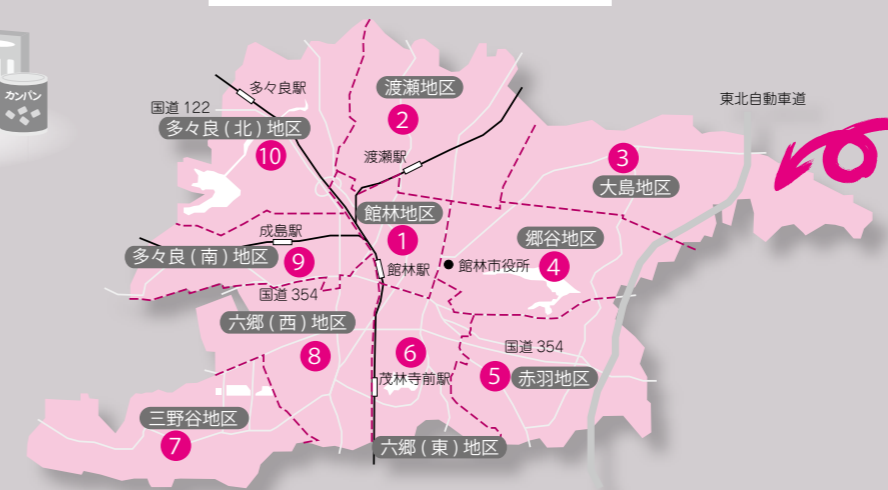 カンパン
多々良駅
国道 122
多々良(北)地区
10
渡瀬地区
2
渡瀬駅
東北自動車道
3
大島地区
館林地区
1
館林駅
館林市役所
郷谷地区
4
成島駅
多々良(南)地区
9
国道 354
六郷(西)地区
8
6
茂林寺前駅
国道 354
5
赤羽地区
三野谷地区
7
六郷(東)地区